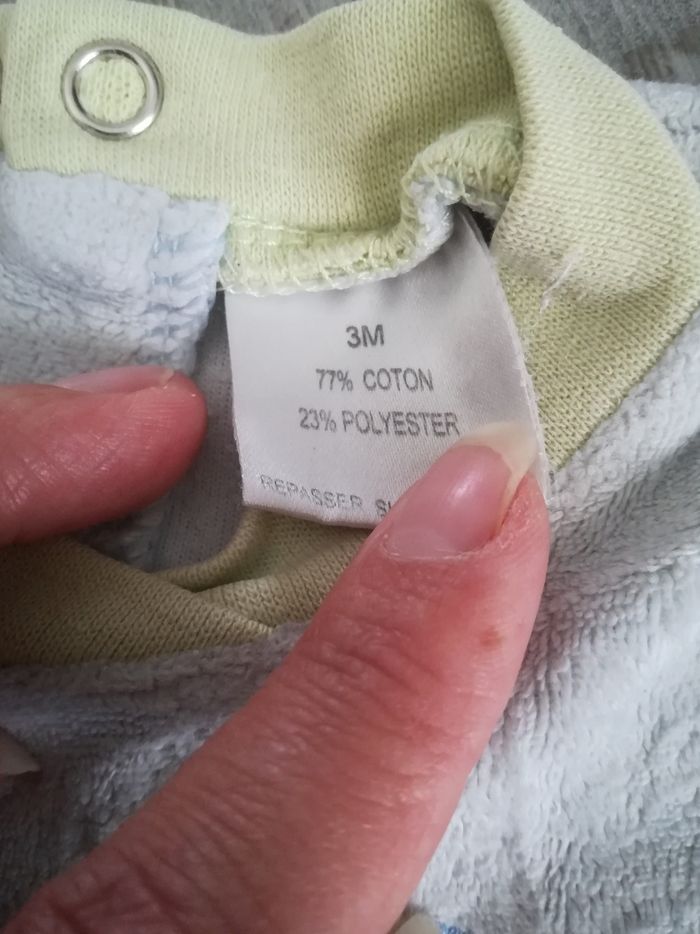 3M
77% COTON
23% POLYESTER
REPASSER